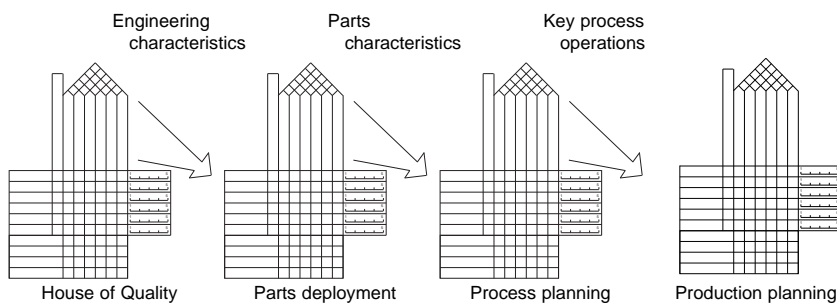 Engineering
characteristics
Parts
characteristics
Key process
operations
House of Quality
Parts deployment
Process planning
Production planning